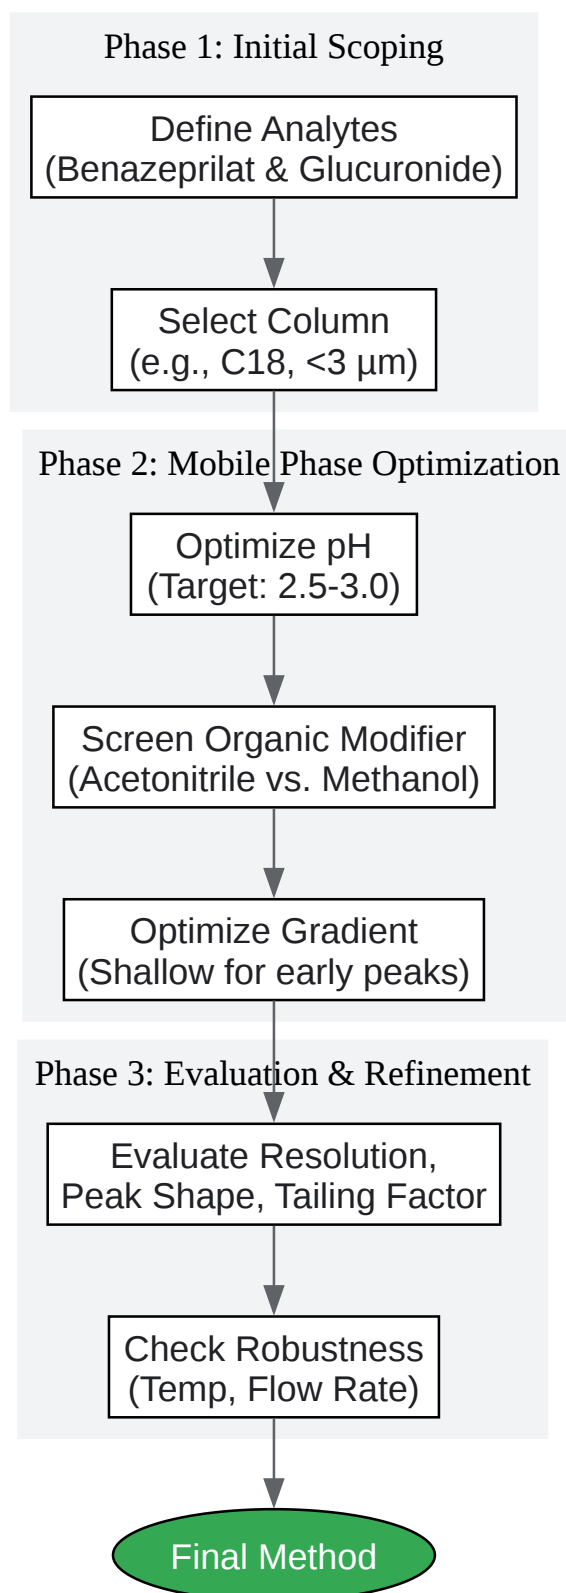 Phase 1: Initial Scoping
Define Analytes
(Benazeprilat & Glucuronide)
Select Column
(e.g., C18, <3 µm)
Phase 2: Mobile Phase Optimization
Optimize pH
(Target: 2.5-3.0)
Screen Organic Modifier
(Acetonitrile vs. Methanol)
Optimize Gradient
(Shallow for early peaks)
Phase 3: Evaluation & Refinement
Evaluate Resolution,
Peak Shape, Tailing Factor
Check Robustness
(Temp, Flow Rate)
Final Method